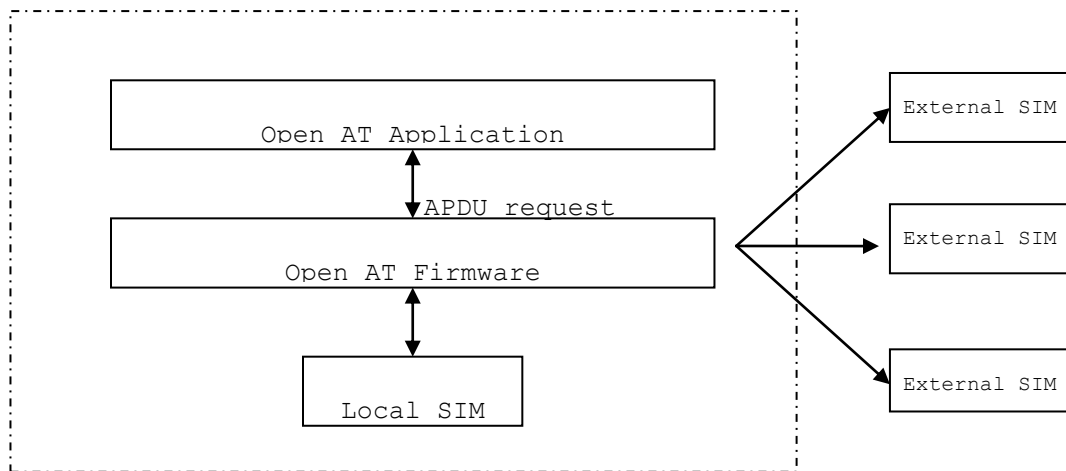 External SIM
Open AT Application
APDU request
External SIM
Open AT Firmware
External SIM
Local SIM